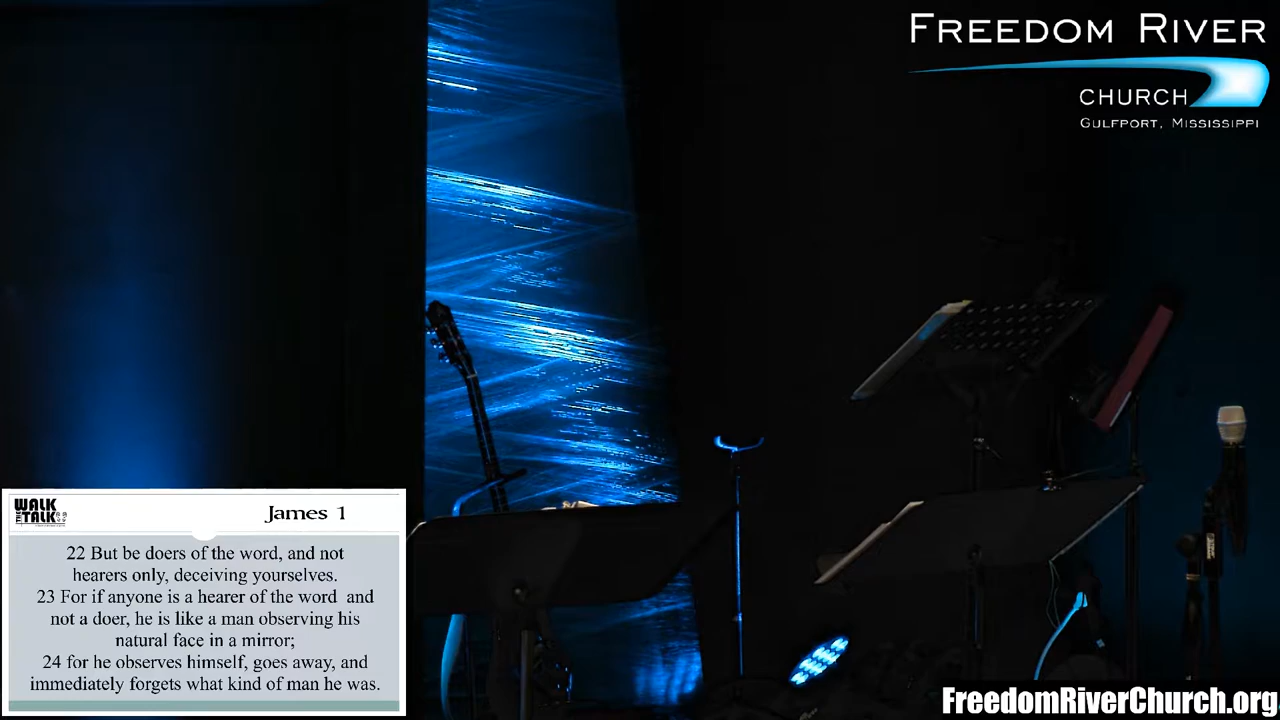 FREEDOM RIVER
CHURCH
GULFPORT, MISSISSIPPI
WALK
THE
TALK
James 1
22 But be doers of the word, and not
hearers only, deceiving yourselves.
23 For if anyone is a hearer of the word and
not a doer, he is like a man observing his
natural face in a mirror;
24 for he observes himself, goes away, and
immediately forgets what kind of man he was.
FreedomRiverChurch.org